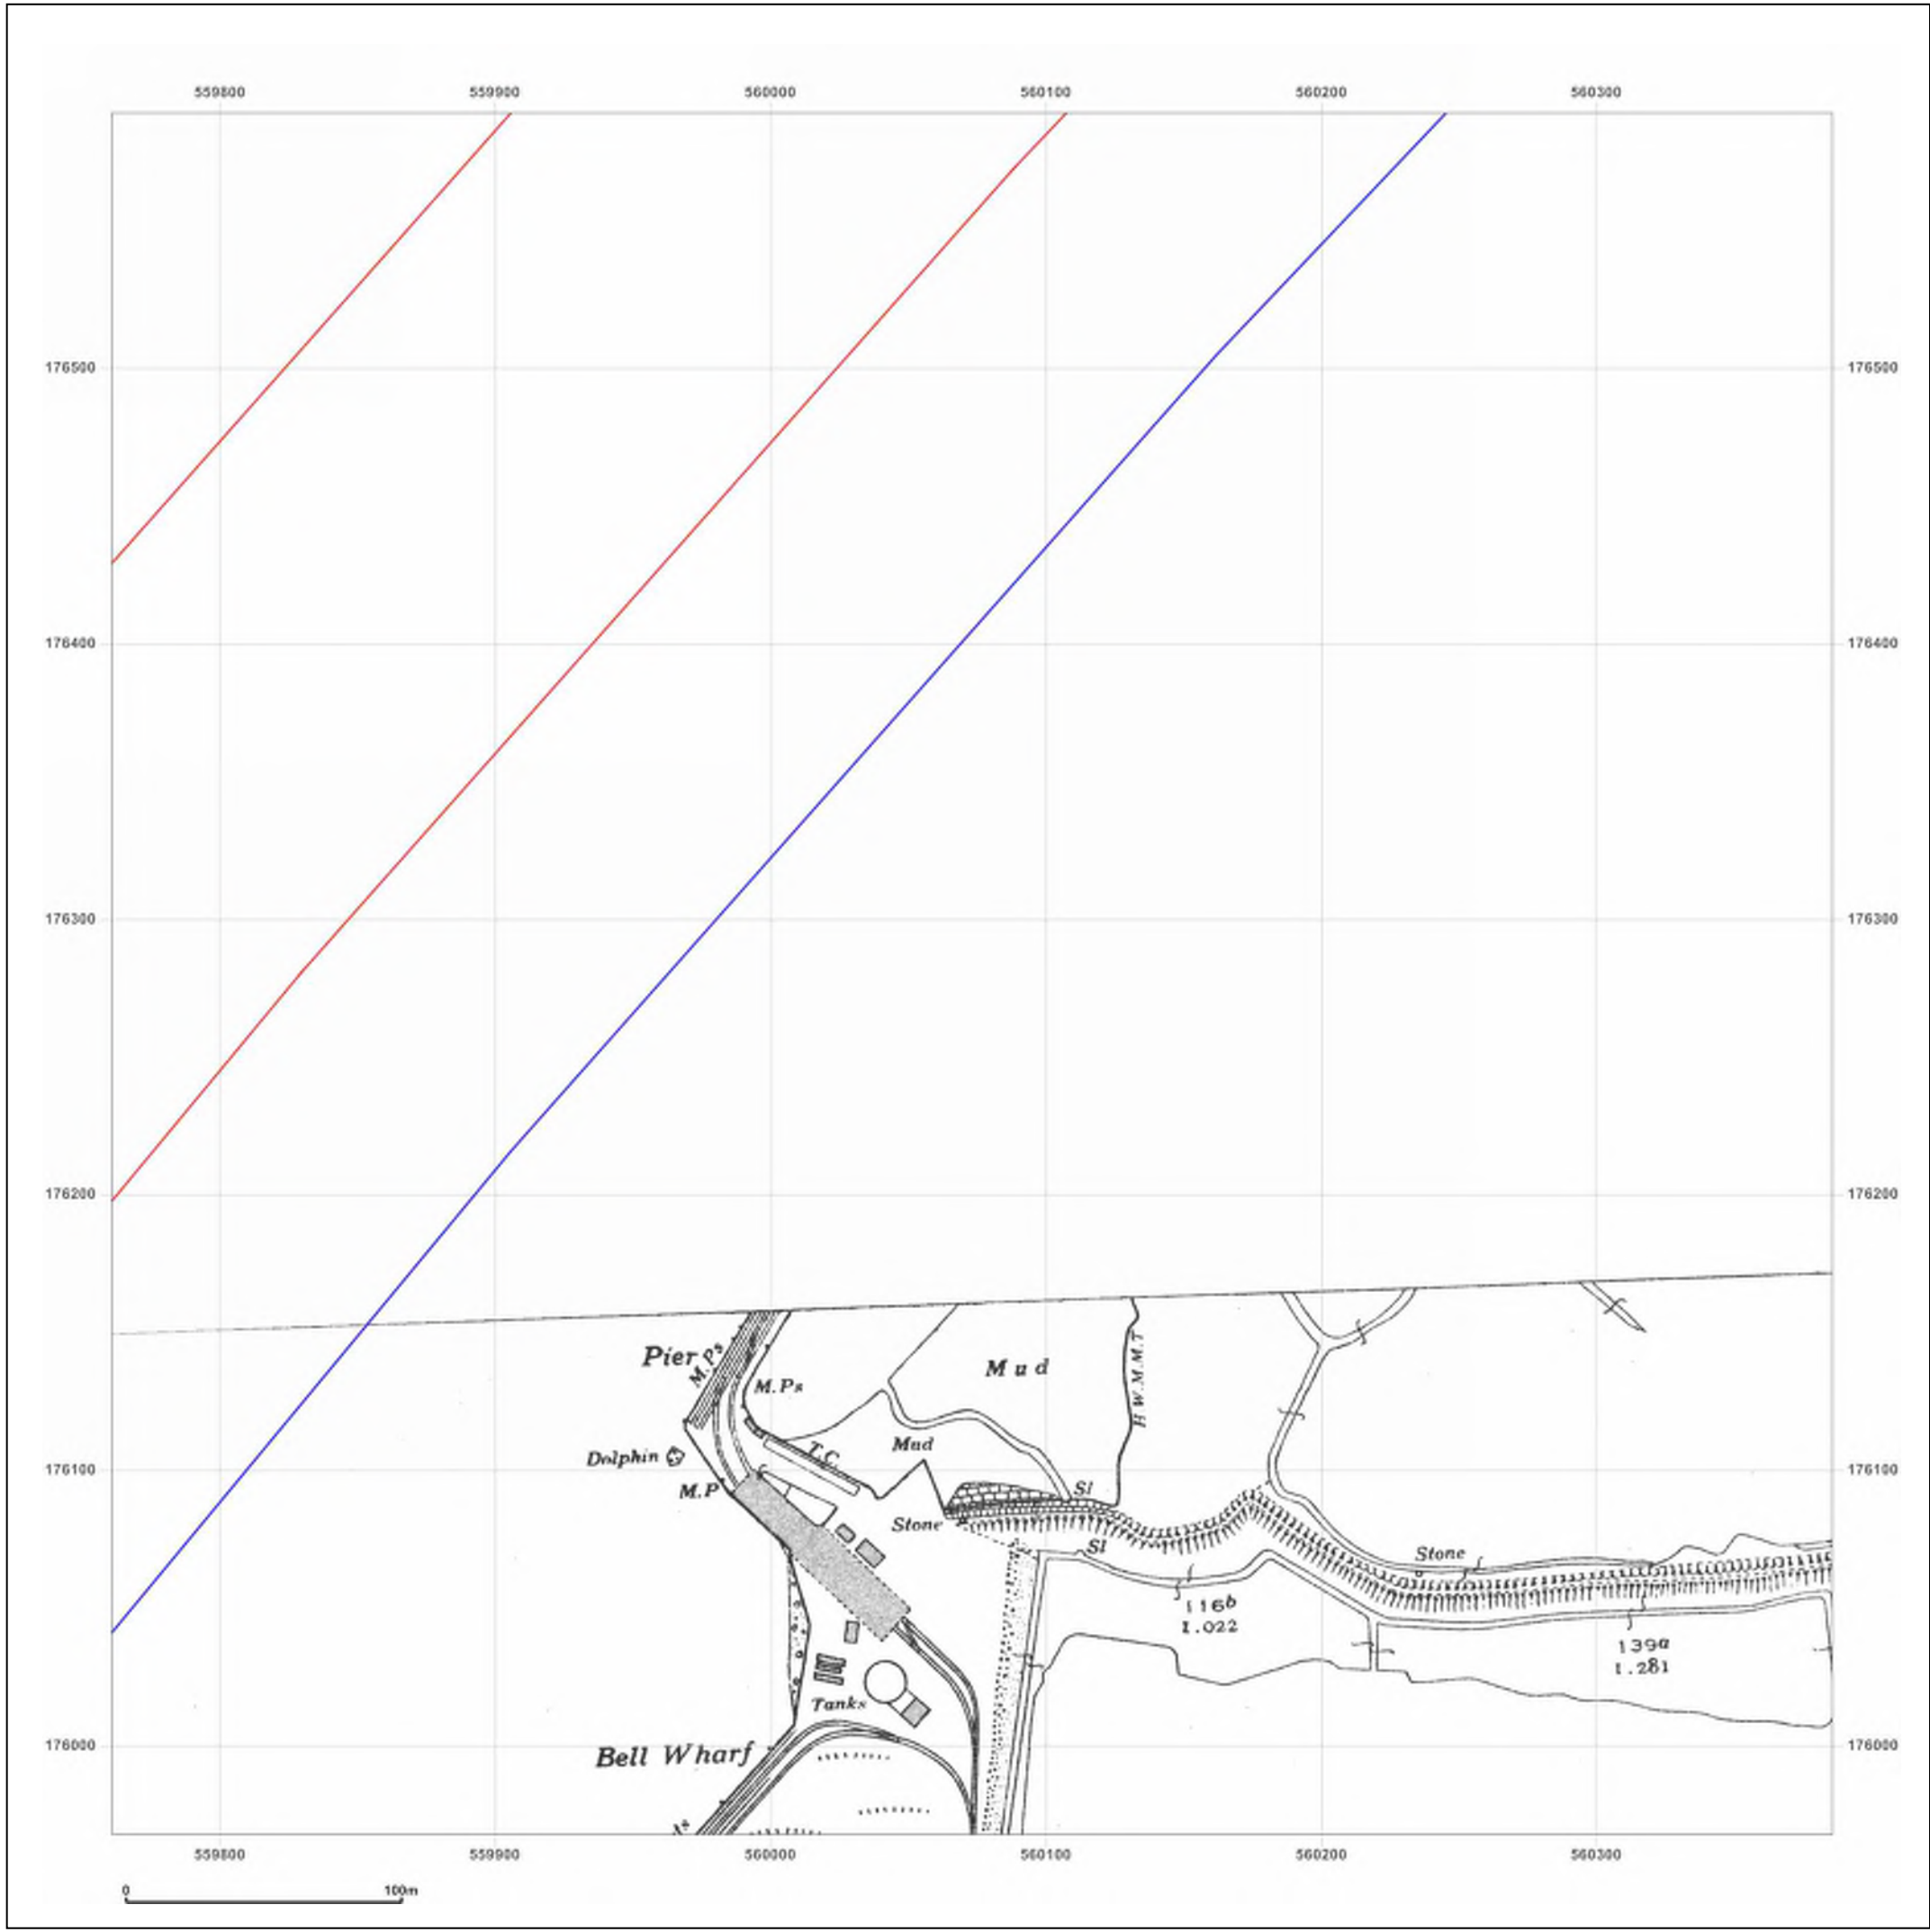 559800 559900 560000 560100 560200 560300
176500 176500
176400 176400
176300 176300
176200 176200
Pier
M.Ps
M.Ps
Mud
H.W.M.M.T
Dolphin
T.C.
Mud
176100 176100
M.P
Sl
Stone
Sl
Stone
116b
1.022
139a
1.281
Tanks
Bell Wharf
176000 176000
559800 559900 560000 560100 560200 560300
0 100m